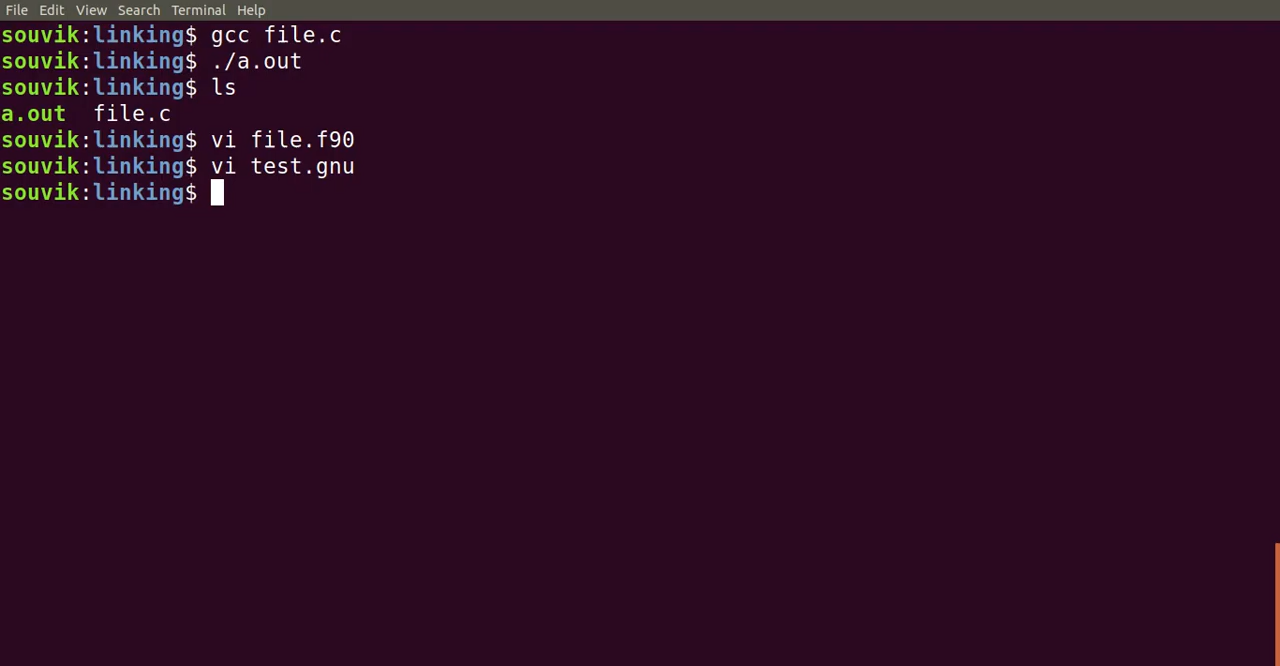 File Edit View Search Terminal Help
souvik:linking$ gcc file.c
souvik:linking$ ./a.out
souvik:linking$ ls
a.out  file.c
souvik:linking$ vi file.f90
souvik:linking$ vi test.gnu
souvik:linking$